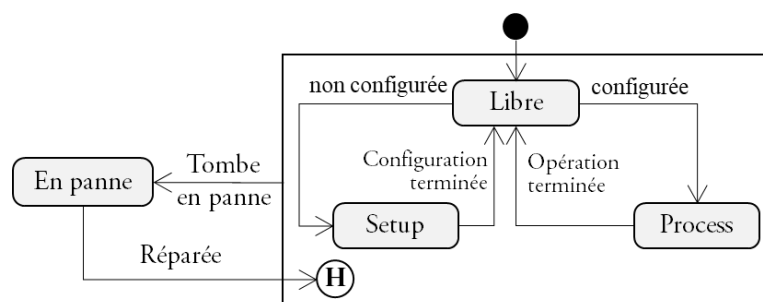 non configurée
Libre
configurée
Tombe
en panne
En panne
Configuration
terminée
Opération
terminée
Setup
Process
Réparée
H